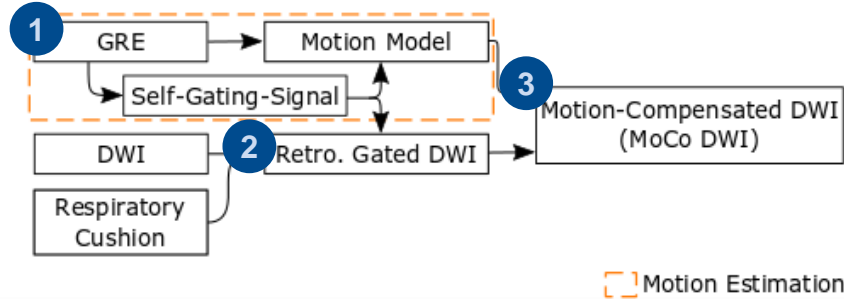 1
GRE
Motion Model
Self-Gating-Signal
3
Motion-Compensated DWI
(MoCo DWI)
DWI
2
Retro. Gated DWI
Respiratory
Cushion
Motion Estimation